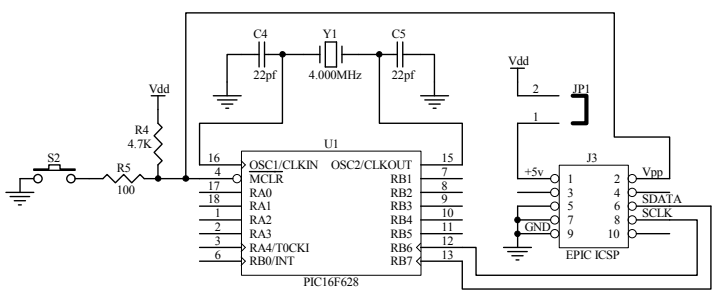 C4
Y1
C5
22pf
4.000MHz
22pf
Vdd
R4
4.7K
S2
R5
100
U1
16
OSC1/CLKIN
OSC2/CLKOUT
15
4
MCLR
RB1
7
17
RA0
RB2
8
18
RA1
RB3
9
1
RA2
RB4
10
2
RA3
RB5
11
3
RA4/T0CKI
RB6
12
6
RB0/INT
RB7
13
PIC16F628
Vdd
2
JP1
1
J3
+5v
1
2
Vpp
3
4
5
6
SDATA
7
8
SCLK
GND
9
10
EPIC ICSP